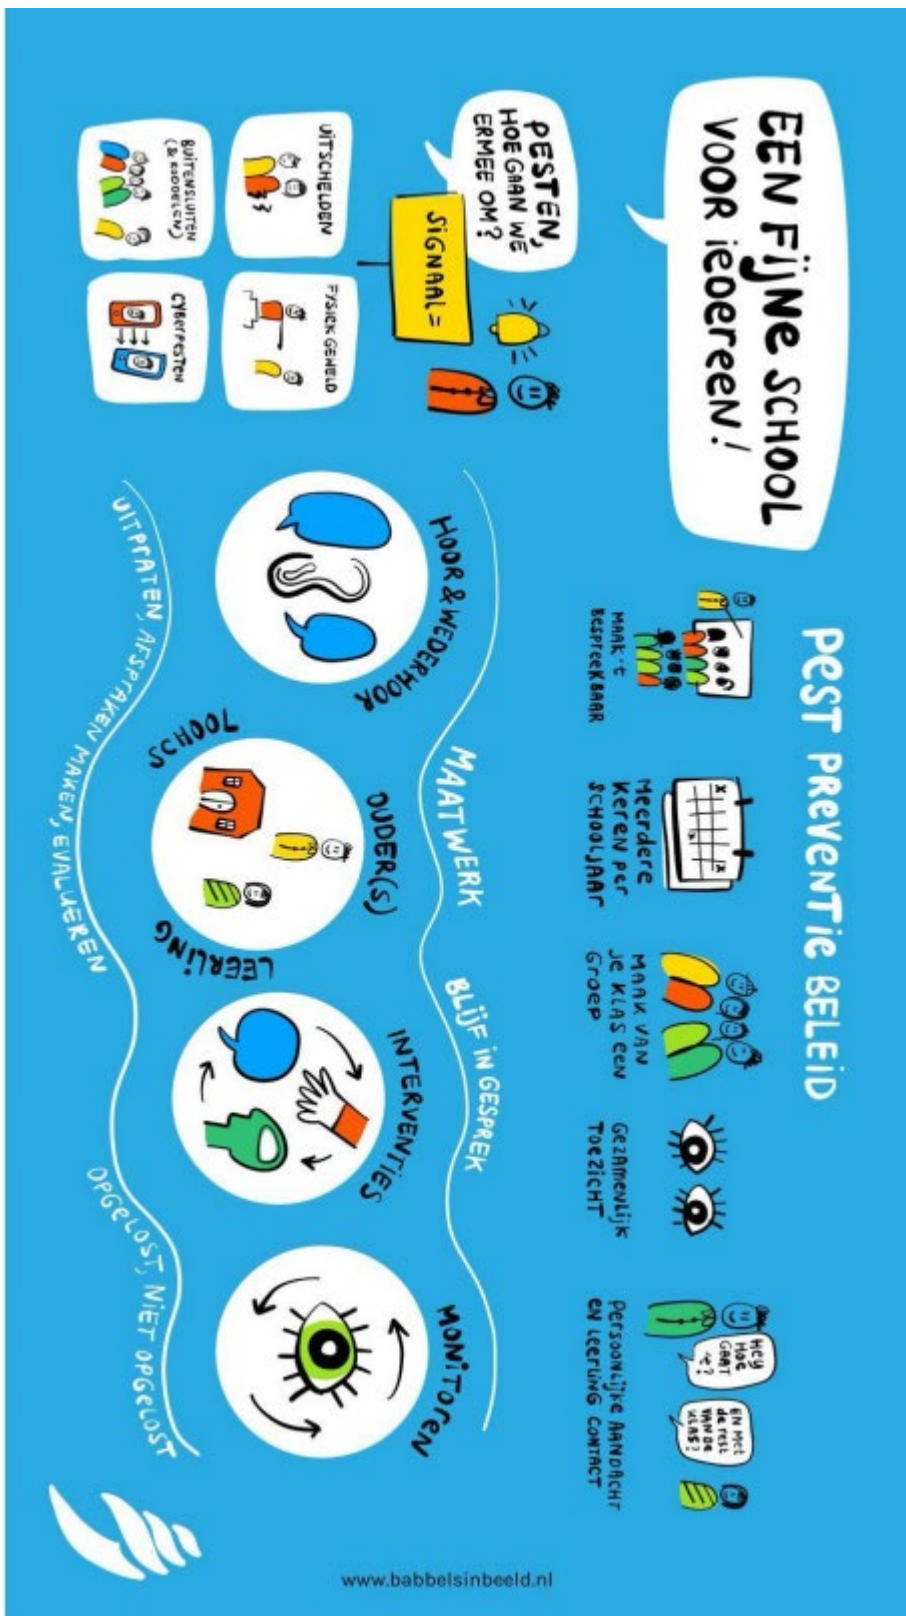 EEN FIJNE SCHOOL
VOOR IEDEREEN!
PEST PREVENTIE BELEID
MAAK 't
BESPREEKBAAR
MEERDERE
KEREN PER
SCHOOLJAAR
MAAK VAN
JE KLAS EEN
GROEP
GEZAMENLIJK
TOEZICHT
HEY
HOE
GAAT
't?
EN MET
de rest
VAN DE
KLAS?
PERSOONLIJKE AANDACHT
EN LEERLING CONTACT
PESTEN,
HOE GAAN WE
ERMEE OM?
SIGNAAL =
UITSCHELDEN
FYSIEK GEWELD
BUITENSLUITEN
(& RODDELEN)
CYBERPESTEN
HOOR & WEDERHOOR
MAATWERK
BLIJF IN GESPREK
SCHOOL
OUDER(S)
LEERLING
INTERVENTIES
MONITOREN
UITPRATEN, AFSPRAKEN MAKEN, EVALUEREN
OPGELOST, NIET OPGELOST
www.babbelsinbeeld.nl